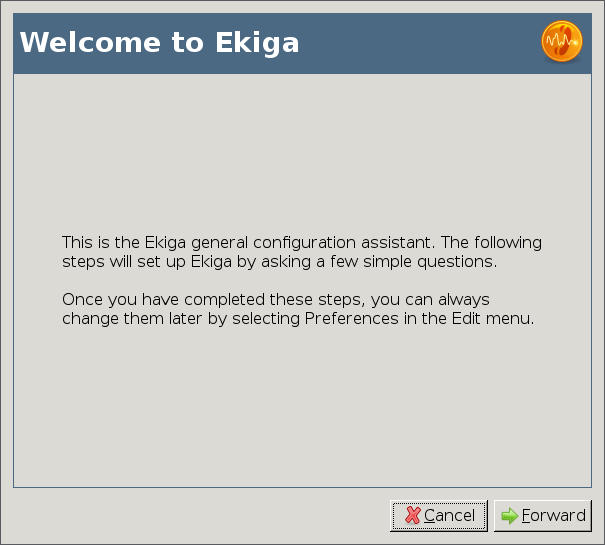 Welcome to Ekiga
This is the Ekiga general configuration assistant. The following
steps will set up Ekiga by asking a few simple questions.
Once you have completed these steps, you can always
change them later by selecting Preferences in the Edit menu.
Cancel
Forward